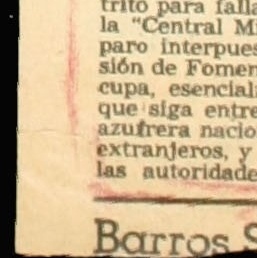 trito para falla
la "Central Mi
paro interpues
sión de Fomen
cupa, esencial
que siga entre
azufrera nacio
extranjeros, y
las autoridade
Barros S